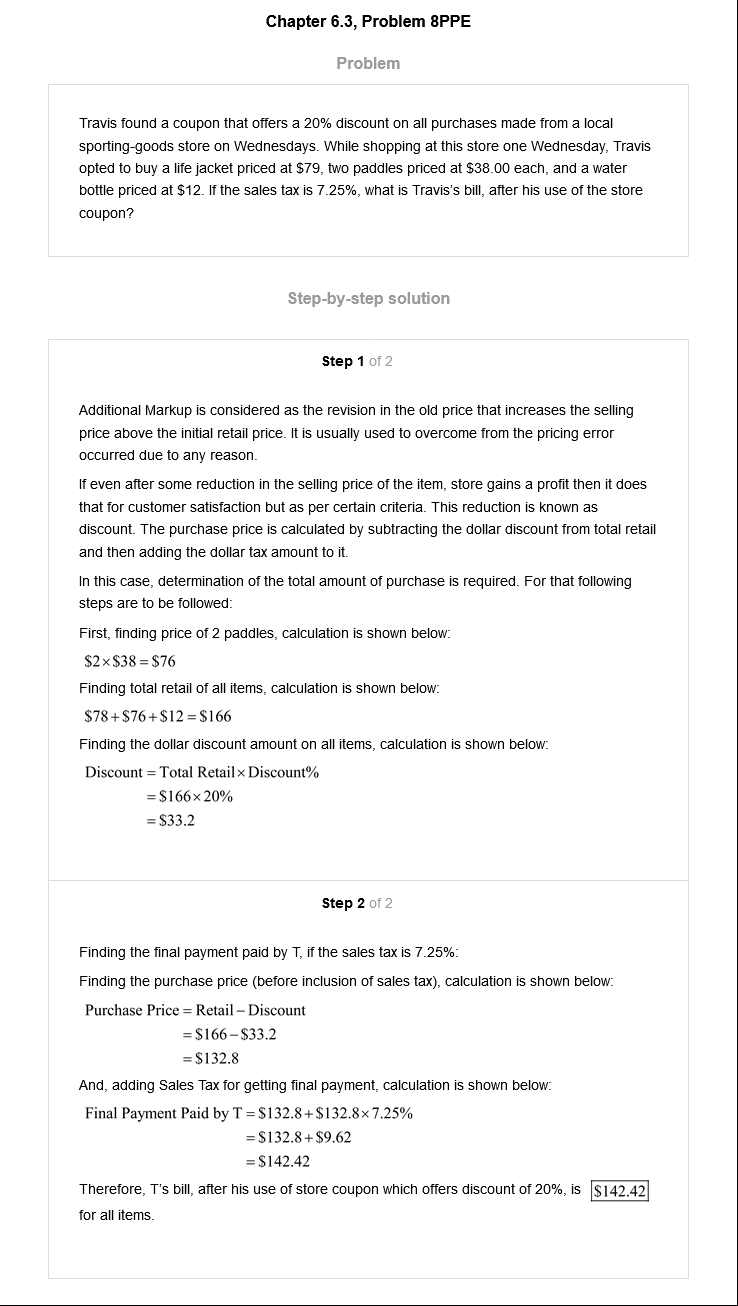 Chapter 6.3, Problem 8PPE
Problem
Travis found a coupon that offers a 20% discount on all purchases made from a local
sporting-goods store on Wednesdays. While shopping at this store one Wednesday, Travis
opted to buy a life jacket priced at $79, two paddles priced at $38.00 each, and a water
bottle priced at $12. If the sales tax is 7.25%, what is Travis's bill, after his use of the store
coupon?
Step-by-step solution
Step 1 of 2
Additional Markup is considered as the revision in the old price that increases the selling
price above the initial retail price. It is usually used to overcome from the pricing error
occurred due to any reason.
If even after some reduction in the selling price of the item, store gains a profit then it does
that for customer satisfaction but as per certain criteria. This reduction is known as
discount. The purchase price is calculated by subtracting the dollar discount from total retail
and then adding the dollar tax amount to it.
In this case, determination of the total amount of purchase is required. For that following
steps are to be followed:
First, finding price of 2 paddles, calculation is shown below:
$2×$38 = $76
Finding total retail of all items, calculation is shown below:
$78+$76+$12 = $166
Finding the dollar discount amount on all items, calculation is shown below:
Discount = Total Retail×Discount%
= $166×20%
= $33.2
Step 2 of 2
Finding the final payment paid by T, if the sales tax is 7.25%:
Finding the purchase price (before inclusion of sales tax), calculation is shown below:
Purchase Price = Retail−Discount
= $166−$33.2
= $132.8
And, adding Sales Tax for getting final payment, calculation is shown below:
Final Payment Paid by T = $132.8+$132.8×7.25%
= $132.8+$9.62
= $142.42
Therefore, T's bill, after his use of store coupon which offers discount of 20%, is $142.42
for all items.